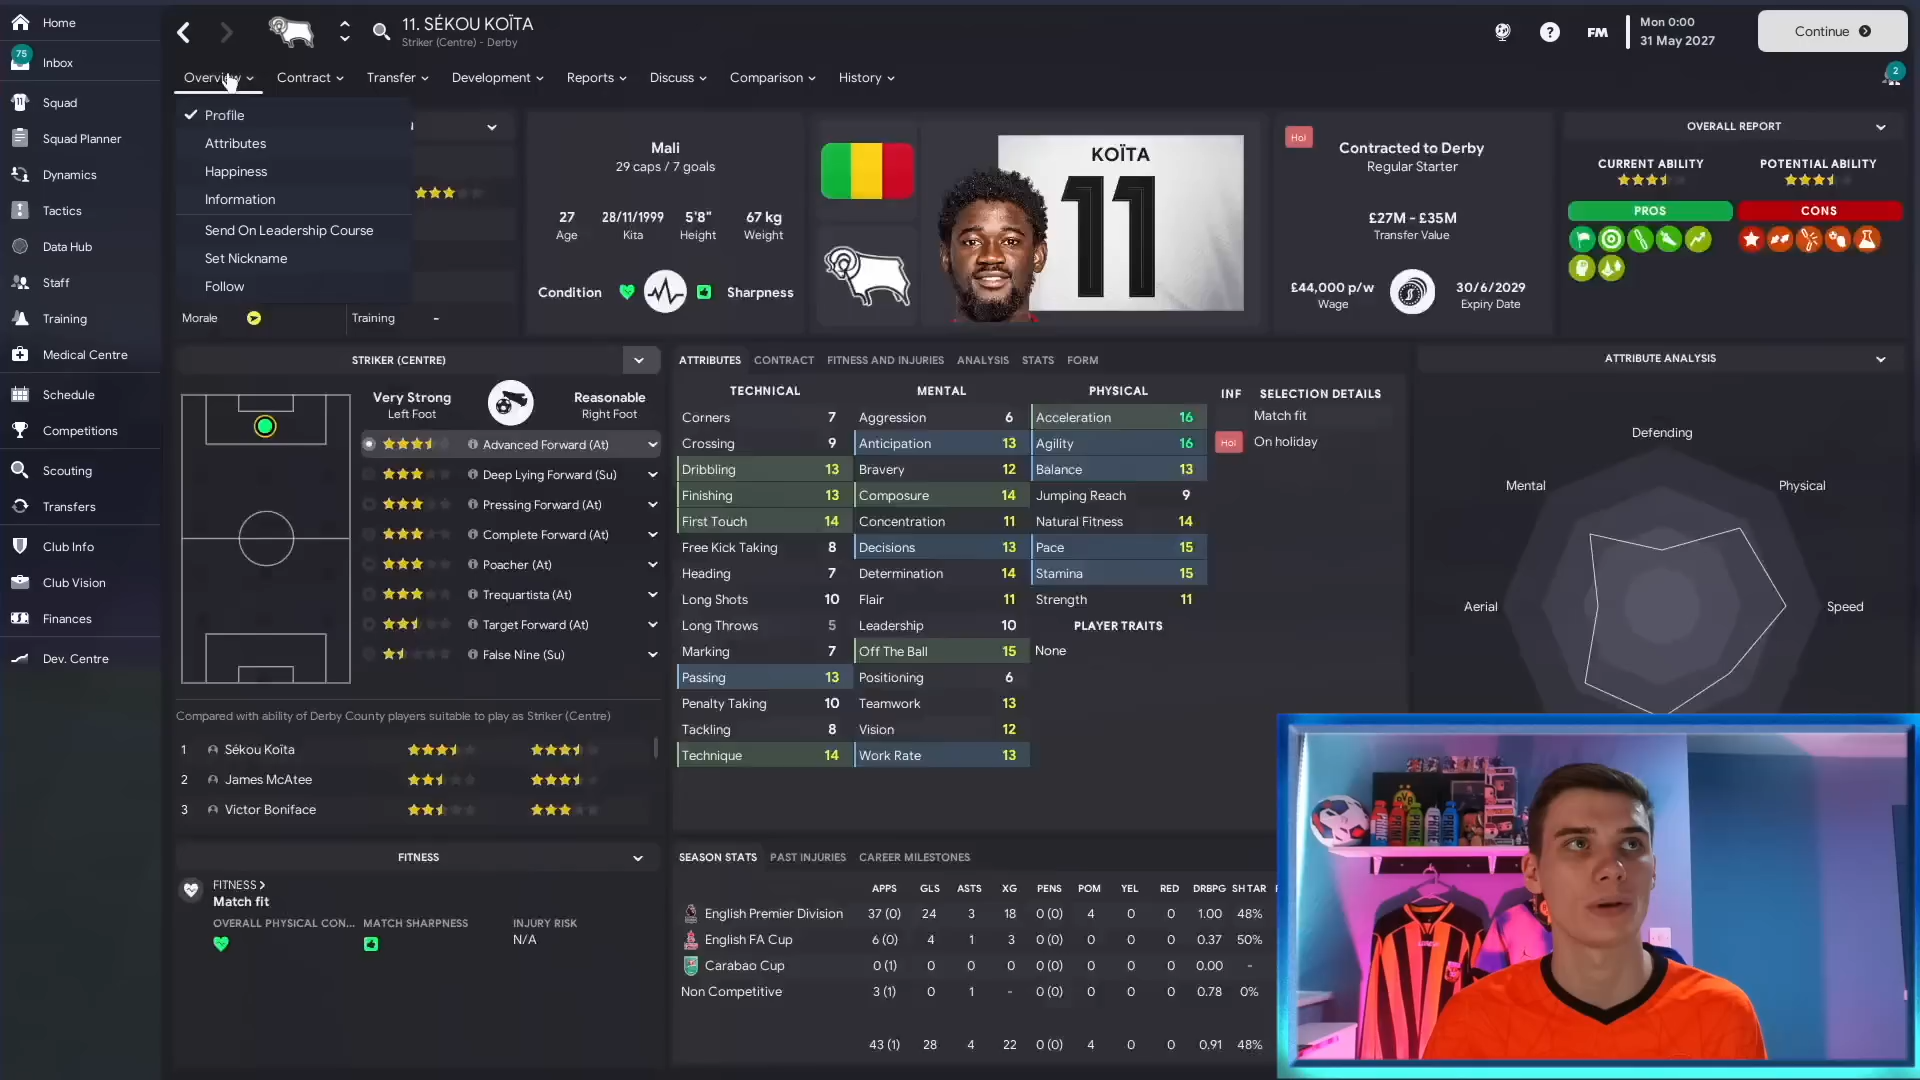 Home
75
Inbox
Squad
Squad Planner
Dynamics
Tactics
Data Hub
Staff
Training
Medical Centre
Schedule
Competitions
Scouting
Transfers
Club Info
Club Vision
Finances
Dev. Centre
11. SÉKOU KOÏTA
Striker (Centre) - Derby
FM
Mon 0:00
31 May 2027
Continue
2
Overview
Contract
Transfer
Development
Reports
Discuss
Comparison
History
Profile
Attributes
Happiness
Information
Send On Leadership Course
Set Nickname
Follow
Morale
Training -
Mali
29 caps / 7 goals
27 28/11/1999 5'8" 67 kg
Age Kita Height Weight
Condition Sharpness
KOÏTA
11
Hol
Contracted to Derby
Regular Starter
£27M - £35M
Transfer Value
£44,000 p/w 30/6/2029
Wage Expiry Date
OVERALL REPORT
CURRENT ABILITY POTENTIAL ABILITY
PROS CONS
STRIKER (CENTRE)
Very Strong Reasonable
Left Foot Right Foot
Advanced Forward (At)
Deep Lying Forward (Su)
Pressing Forward (At)
Complete Forward (At)
Poacher (At)
Trequartista (At)
Target Forward (At)
False Nine (Su)
Compared with ability of Derby County players suitable to play as Striker (Centre)
1 Sékou Koïta
2 James McAtee
3 Victor Boniface
FITNESS
FITNESS >
Match fit
OVERALL PHYSICAL CON... MATCH SHARPNESS INJURY RISK
N/A
ATTRIBUTES CONTRACT FITNESS AND INJURIES ANALYSIS STATS FORM
TECHNICAL
Corners 7
Crossing 9
Dribbling 13
Finishing 13
First Touch 14
Free Kick Taking 8
Heading 7
Long Shots 10
Long Throws 5
Marking 7
Passing 13
Penalty Taking 10
Tackling 8
Technique 14
MENTAL
Aggression 6
Anticipation 13
Bravery 12
Composure 14
Concentration 11
Decisions 13
Determination 14
Flair 11
Leadership 10
Off The Ball 15
Positioning 6
Teamwork 13
Vision 12
Work Rate 13
PHYSICAL
Acceleration 16
Agility 16
Balance 13
Jumping Reach 9
Natural Fitness 14
Pace 15
Stamina 15
Strength 11
PLAYER TRAITS
None
INF SELECTION DETAILS
Match fit
Hol On holiday
ATTRIBUTE ANALYSIS
Defending
Mental
Physical
Aerial
Speed
SEASON STATS PAST INJURIES CAREER MILESTONES
APPS GLS ASTS XG PENS POM YEL RED DRBPG SH TAR
English Premier Division 37 (0) 24 3 18 0 (0) 4 0 0 1.00 48%
English FA Cup 6 (0) 4 1 3 0 (0) 0 0 0 0.37 50%
Carabao Cup 0 (1) 0 0 0 0 (0) 0 0 0 0.00 -
Non Competitive 3 (1) 0 1 - 0 (0) 0 0 0 0.78 0%
43 (1) 28 4 22 0 (0) 4 0 0 0.91 48%
PRIME
PRIME
PRIME
PRIME
PRIME